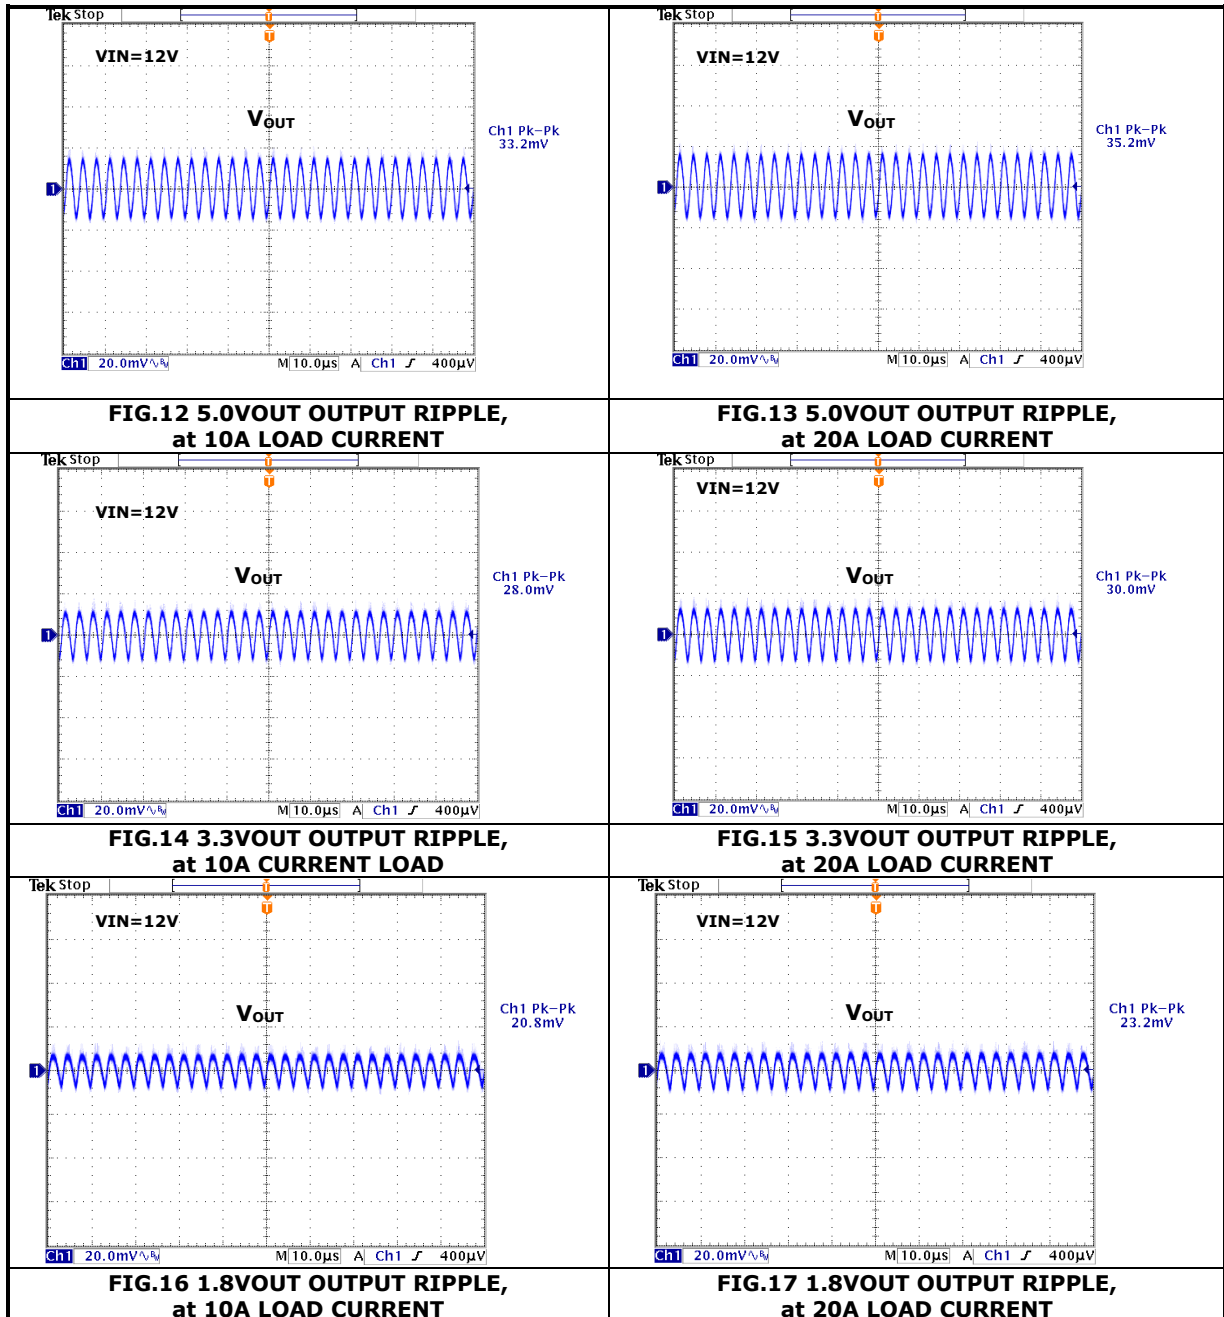 Tek Stop
T
VIN=12V
VOUT
Ch1 Pk-Pk
33.2mV
1
Ch1 20.0mV M 10.0µs A Ch1 400µV
FIG.12 5.0VOUT OUTPUT RIPPLE,
at 10A LOAD CURRENT
Tek Stop
T
VIN=12V
VOUT
Ch1 Pk-Pk
35.2mV
1
Ch1 20.0mV M 10.0µs A Ch1 400µV
FIG.13 5.0VOUT OUTPUT RIPPLE,
at 20A LOAD CURRENT
Tek Stop
T
VIN=12V
VOUT
Ch1 Pk-Pk
28.0mV
1
Ch1 20.0mV M 10.0µs A Ch1 400µV
FIG.14 3.3VOUT OUTPUT RIPPLE,
at 10A CURRENT LOAD
Tek Stop
T
VIN=12V
VOUT
Ch1 Pk-Pk
30.0mV
1
Ch1 20.0mV M 10.0µs A Ch1 400µV
FIG.15 3.3VOUT OUTPUT RIPPLE,
at 20A LOAD CURRENT
Tek Stop
T
VIN=12V
VOUT
Ch1 Pk-Pk
20.8mV
1
Ch1 20.0mV M 10.0µs A Ch1 400µV
FIG.16 1.8VOUT OUTPUT RIPPLE,
at 10A LOAD CURRENT
Tek Stop
T
VIN=12V
VOUT
Ch1 Pk-Pk
23.2mV
1
Ch1 20.0mV M 10.0µs A Ch1 400µV
FIG.17 1.8VOUT OUTPUT RIPPLE,
at 20A LOAD CURRENT